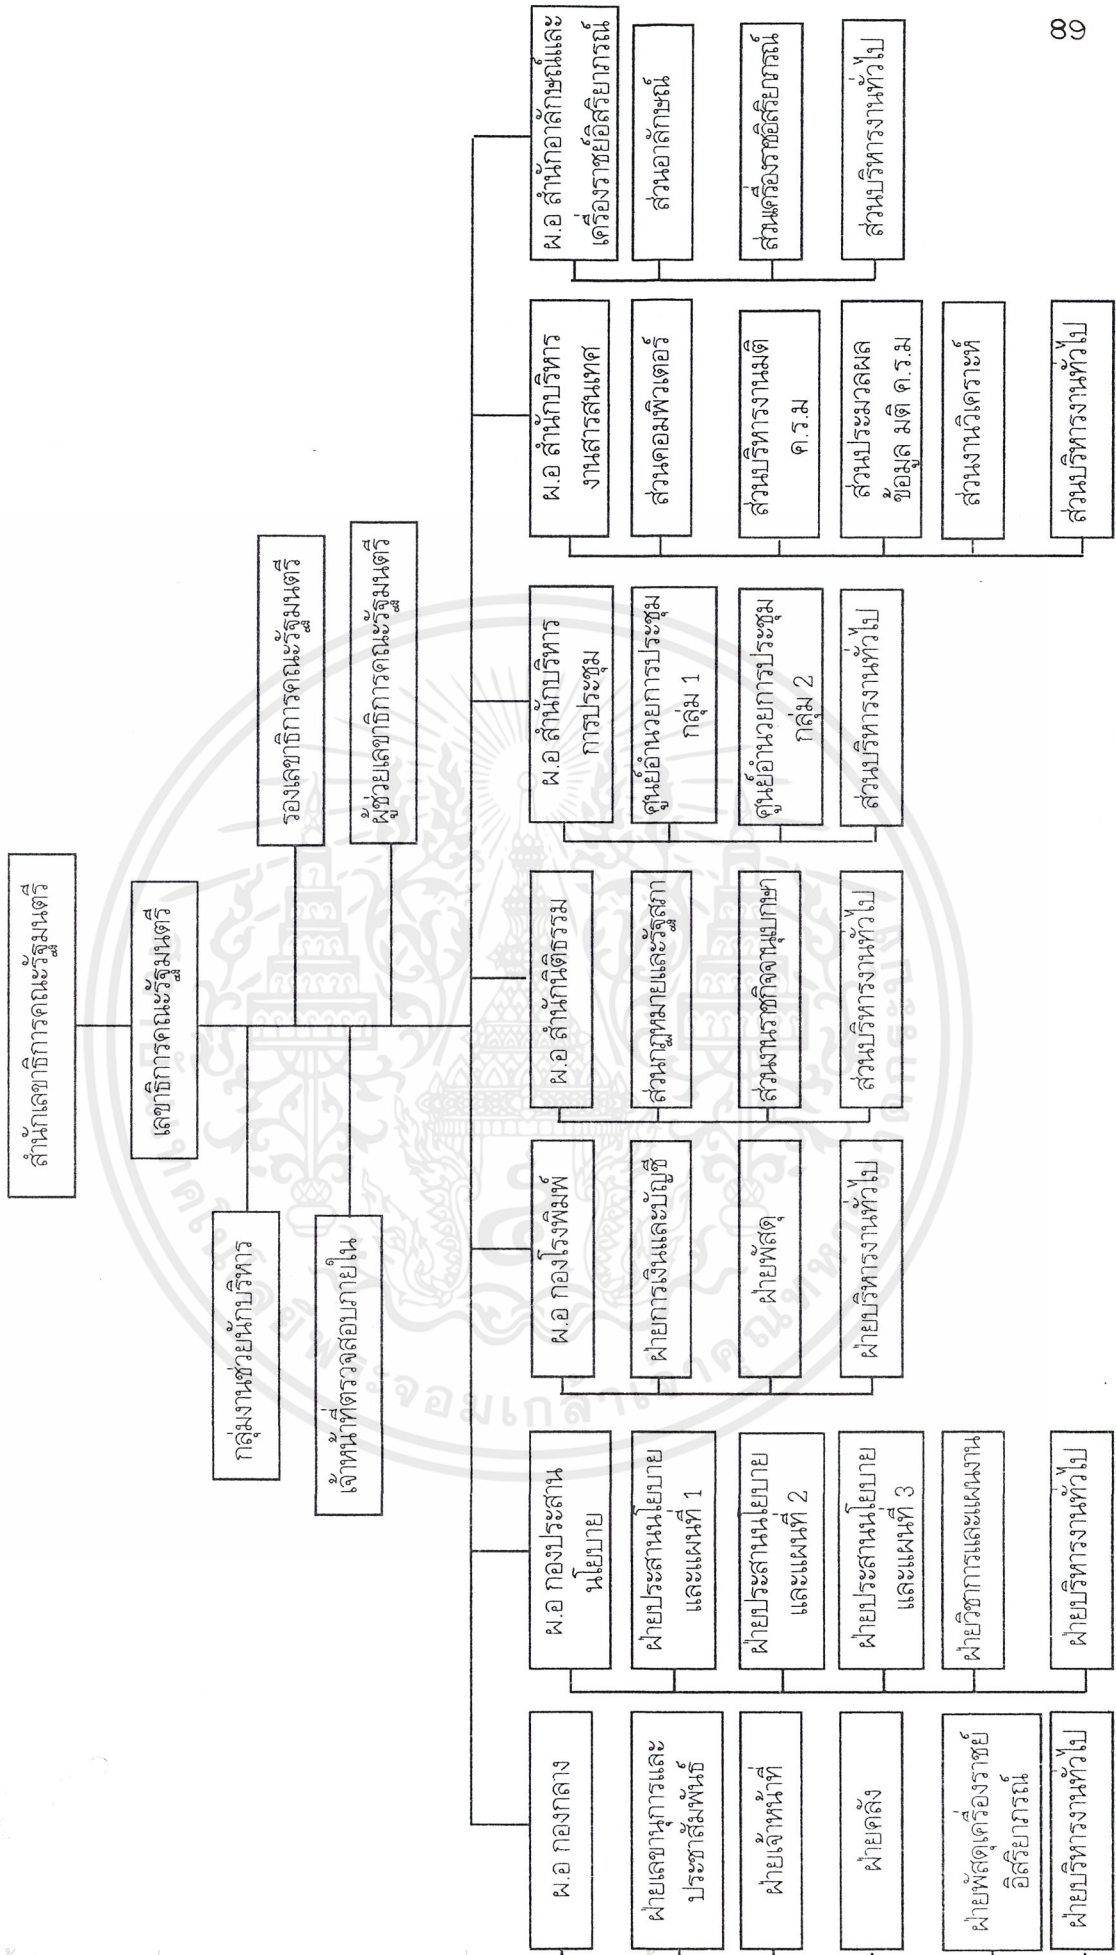 สำนักเลขาธิการคณะรัฐมนตรี
เลขาธิการคณะรัฐมนตรี
รองเลขาธิการคณะรัฐมนตรี
กลุ่มงานช่วยนักบริหาร
ผู้ช่วยเลขาธิการคณะรัฐมนตรี
เจ้าหน้าที่ตรวจสอบภายใน
ผ.อ กองกลาง
ฝ่ายเลขานุการและ
ประชาสัมพันธ์
ฝ่ายเจ้าหน้าที่
ฝ่ายคลัง
ฝ่ายพัสดุเครื่องราชย์
อิสริยาภรณ์
ฝ่ายบริหารงานทั่วไป
ผ.อ กองประสาน
นโยบาย
ฝ่ายประสานนโยบาย
และแผนที่ 1
ฝ่ายประสานนโยบาย
และแผนที่ 2
ฝ่ายประสานนโยบาย
และแผนที่ 3
ฝ่ายวิชาการและแผนงาน
ฝ่ายบริหารงานทั่วไป
ผ.อ กองโรงพิมพ์
ฝ่ายการเงินและบัญชี
ฝ่ายพัสดุ
ฝ่ายบริหารงานทั่วไป
ผ.อ สำนักนิติธรรม
ส่วนกฎหมายและรัฐสภา
ส่วนงานราชกิจจานุเบกษา
ส่วนบริหารงานทั่วไป
ผ.อ สำนักบริหาร
การประชุม
ศูนย์อำนวยการประชุม
กลุ่ม 1
ศูนย์อำนวยการประชุม
กลุ่ม 2
ส่วนบริหารงานทั่วไป
ผ.อ สำนักบริหาร
งานสารสนเทศ
ส่วนคอมพิวเตอร์
ส่วนบริหารงานมติ
ค.ร.ม
ส่วนประมวลผล
ข้อมูล มติ ค.ร.ม
ส่วนงานวิเคราะห์
ส่วนบริหารงานทั่วไป
ผ.อ สำนักอาลักษณ์และ
เครื่องราชย์อิสริยาภรณ์
ส่วนอาลักษณ์
ส่วนเครื่องราชอิสริยาภรณ์
ส่วนบริหารงานทั่วไป
89